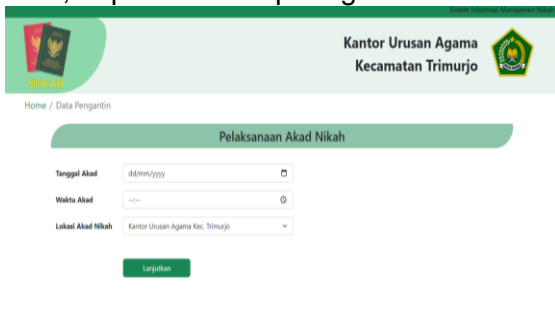 Sistem Informasi Manajemen Nikah
Kantor Urusan Agama
Kecamatan Trimurjo
Home / Data Pengantin
Pelaksanaan Akad Nikah
Tanggal Akad dd/mm/yyyy
Waktu Akad --:--
Lokasi Akad Nikah Kantor Urusan Agama Kec. Trimurjo
Lanjutkan